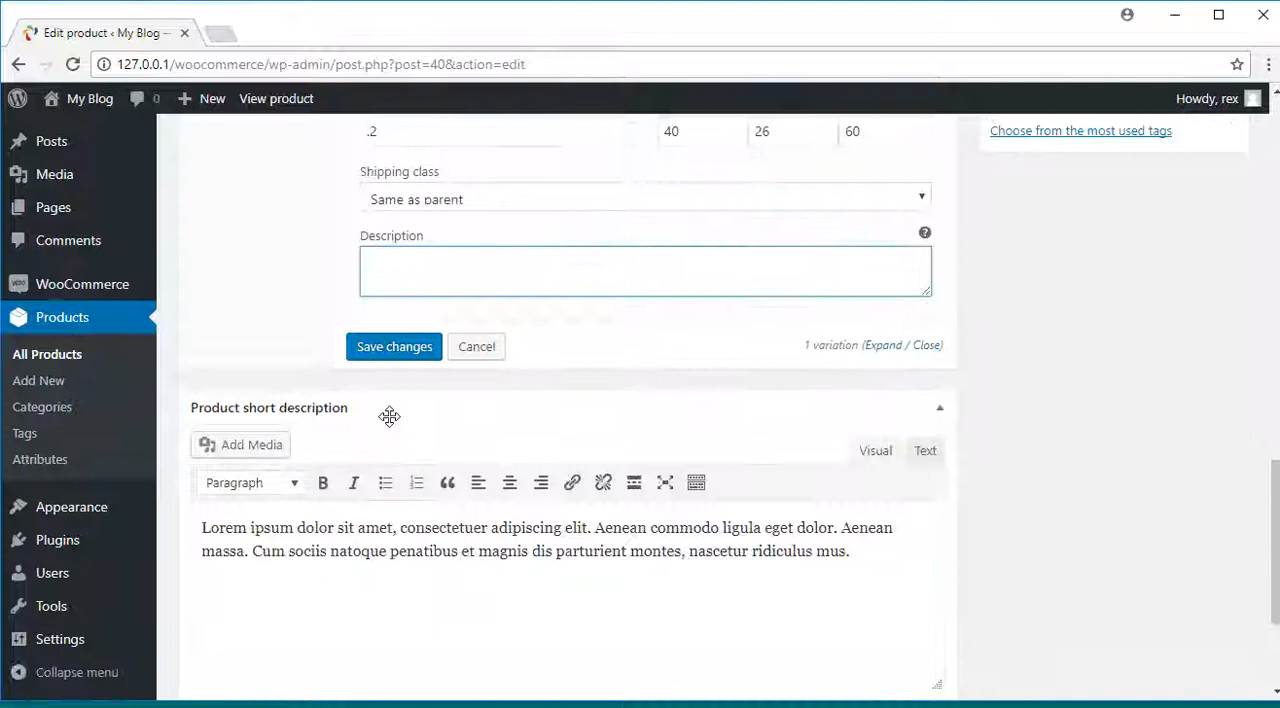 Edit product ‹ My Blog —
127.0.0.1/woocommerce/wp-admin/post.php?post=40&action=edit
My Blog 0 New View product Howdy, rex
Posts
Media
Pages
Comments
WooCommerce
Products
All Products
Add New
Categories
Tags
Attributes
Appearance
Plugins
Users
Tools
Settings
Collapse menu
.2 40 26 60
Shipping class
Same as parent
Description
Save changes Cancel 1 variation (Expand / Close)
Product short description
Add Media Visual Text
Paragraph B I
Lorem ipsum dolor sit amet, consectetuer adipiscing elit. Aenean commodo ligula eget dolor. Aenean
massa. Cum sociis natoque penatibus et magnis dis parturient montes, nascetur ridiculus mus.
Choose from the most used tags